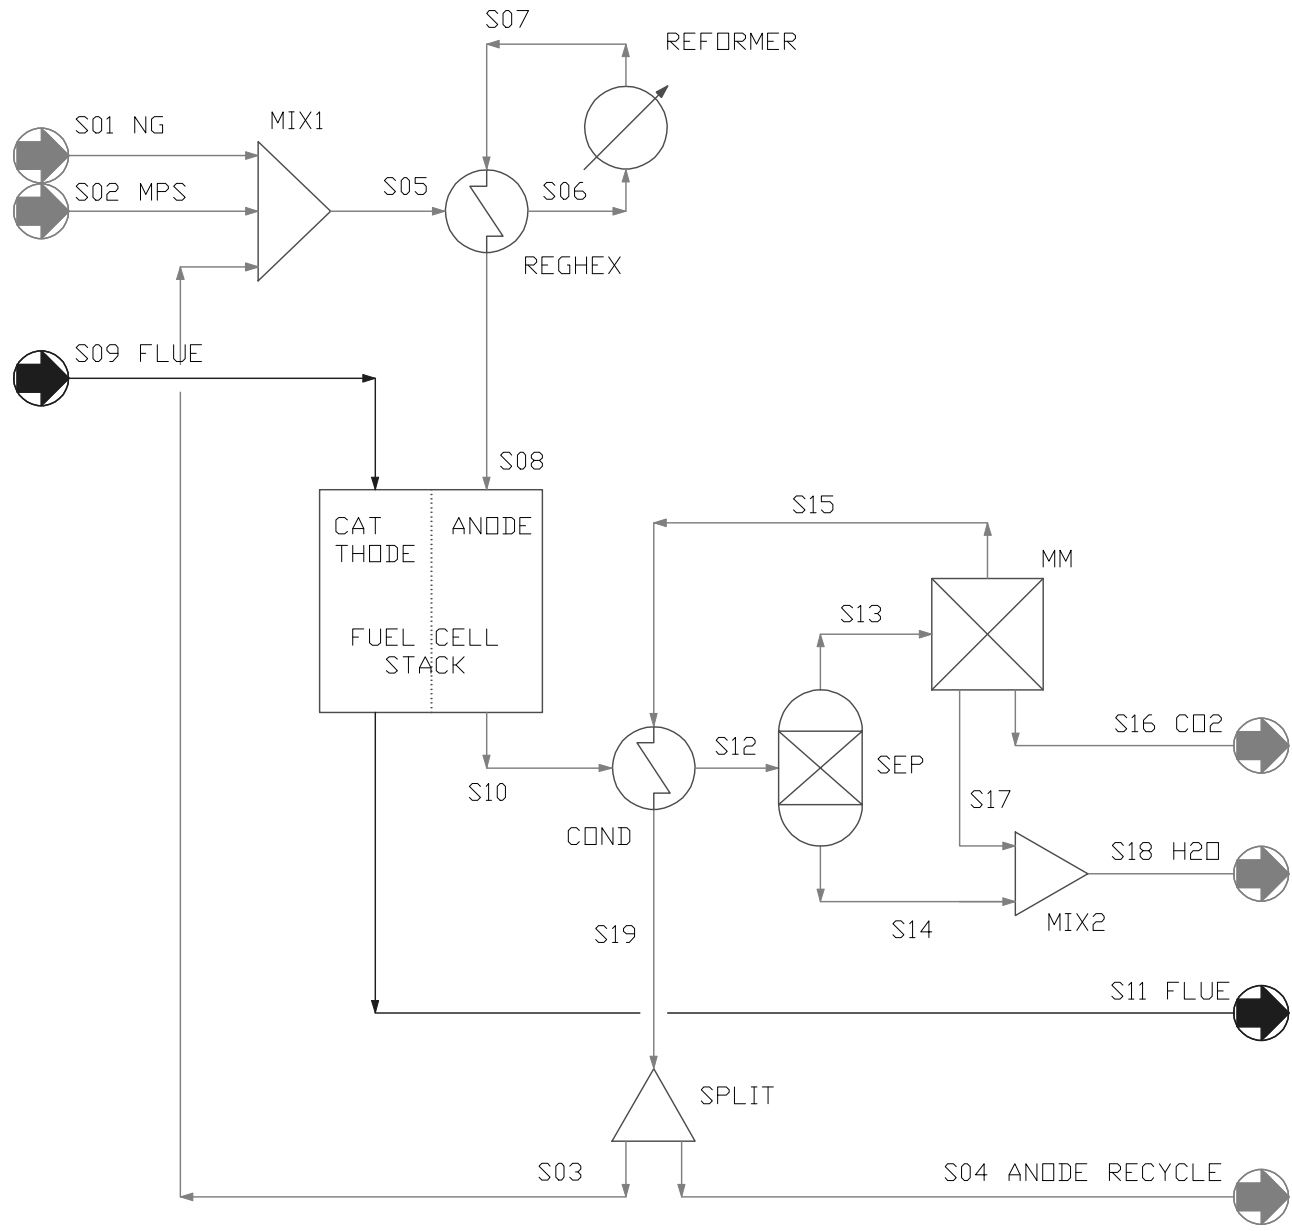 S07
REFORMER
MIX1
S01 NG
S05
S06
S02 MPS
REGHEX
S09 FLUE
S08
S15
CAT
THODE
ANODE
MM
S13
FUEL CELL
STACK
S16 CO2
S12
SEP
S10
S17
COND
S18 H2O
S19
S14
MIX2
S11 FLUE
SPLIT
S03
S04 ANODE RECYCLE